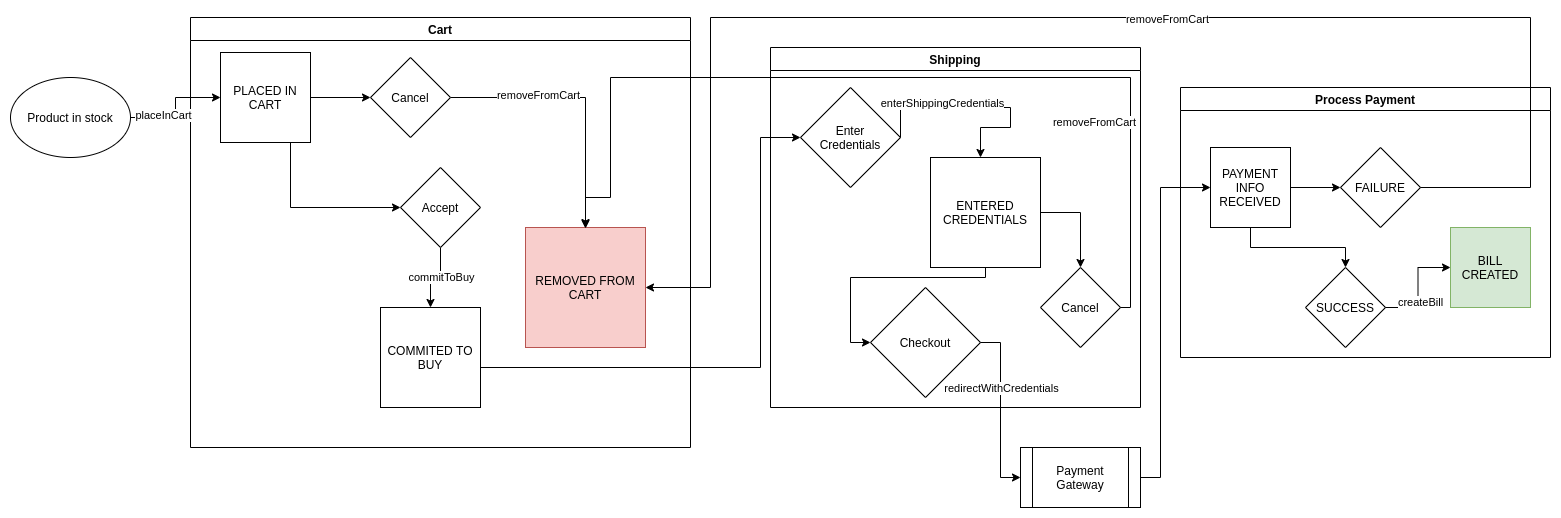 removeFromCart
Cart
Product in stock
placeInCart
PLACED IN
CART
Cancel
removeFromCart
Accept
commitToBuy
COMMITED TO
BUY
REMOVED FROM
CART
Shipping
Enter
Credentials
enterShippingCredentials
removeFromCart
ENTERED
CREDENTIALS
Cancel
Checkout
redirectWithCredentials
Payment
Gateway
Process Payment
PAYMENT
INFO
RECEIVED
FAILURE
SUCCESS
createBill
BILL
CREATED